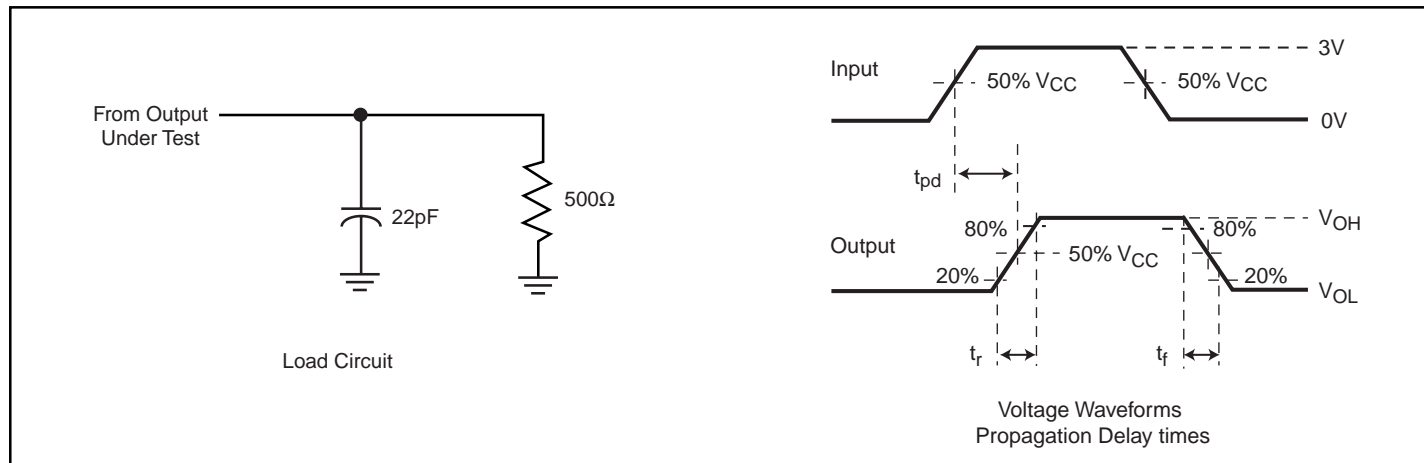 From Output
Under Test
22pF
500Ω
Load Circuit
Input
3V
50% VCC
50% VCC
0V
tpd
Output
80%
VOH
80%
50% VCC
20%
20%
VOL
tr
tf
Voltage Waveforms
Propagation Delay times